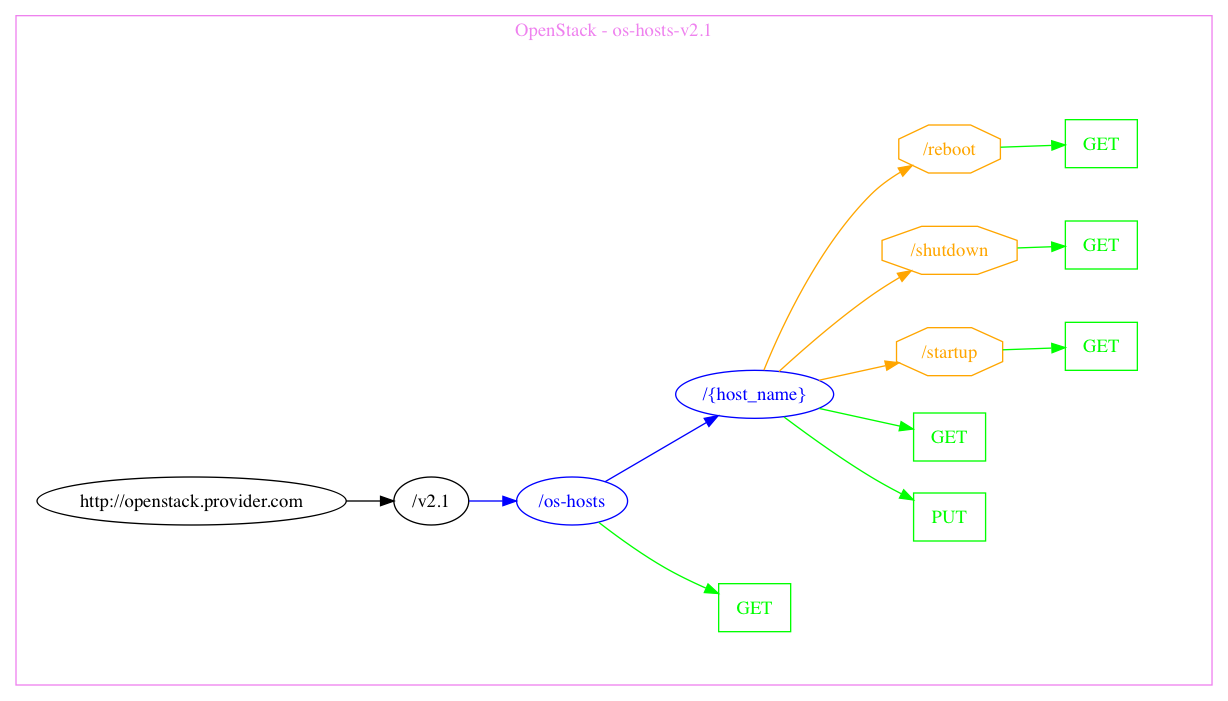 OpenStack - os-hosts-v2.1
/reboot
GET
/shutdown
GET
/startup
GET
/{host_name}
GET
http://openstack.provider.com
/v2.1
/os-hosts
PUT
GET